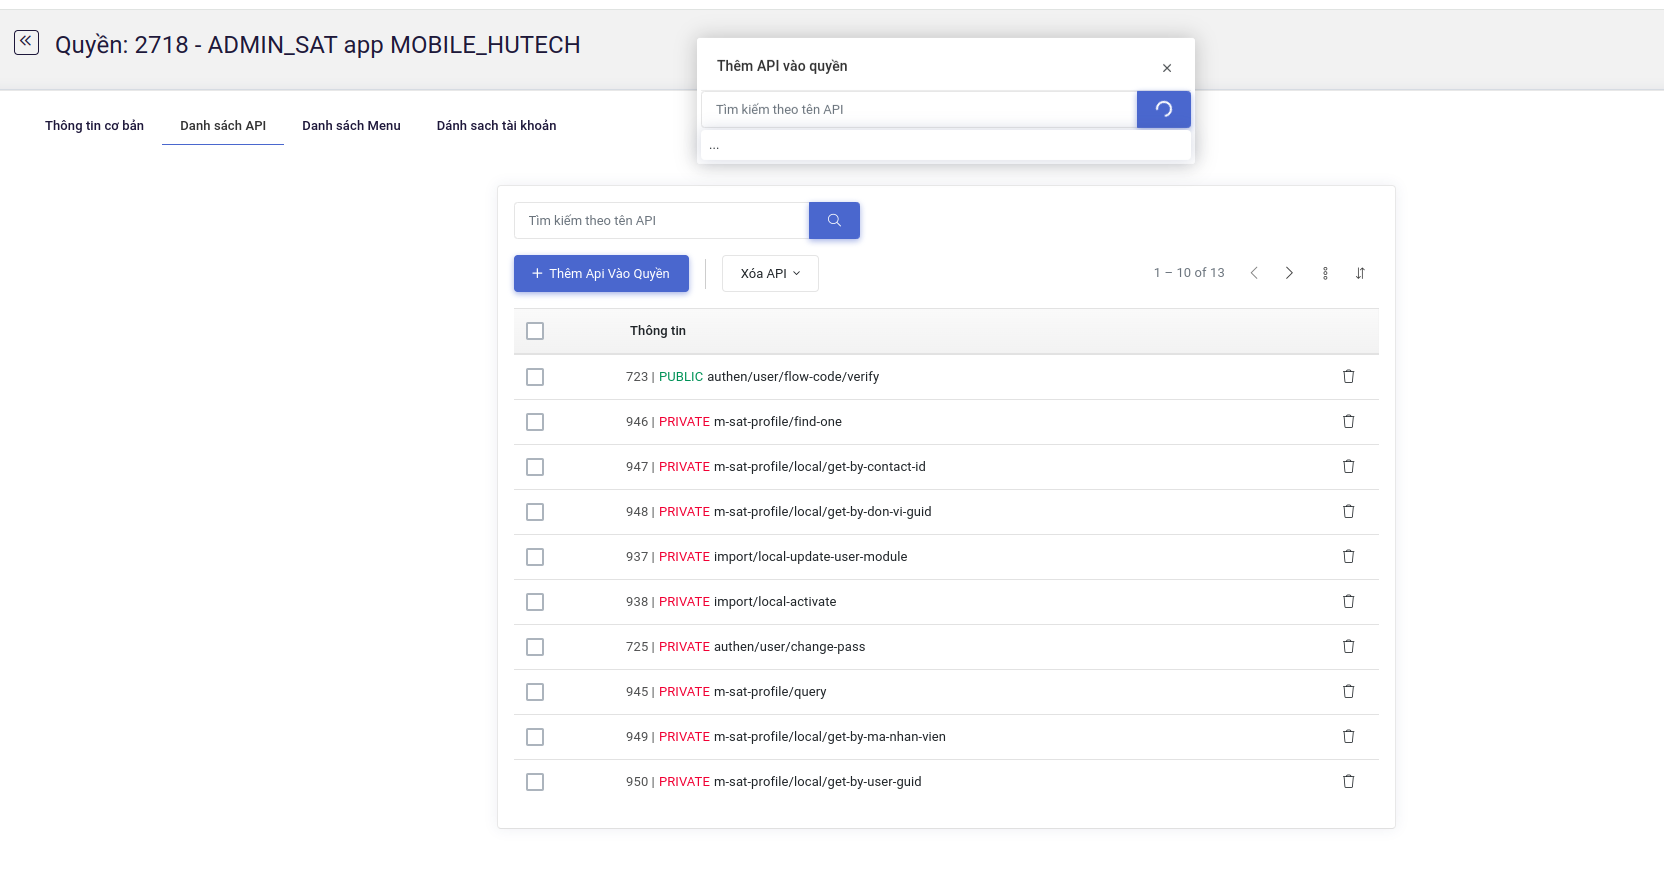 Quyền: 2718 - ADMIN_SAT app MOBILE_HUTECH
Thêm API vào quyền
Tìm kiếm theo tên API
...
Thông tin cơ bản
Danh sách API
Danh sách Menu
Dánh sach tài khoản
Tìm kiếm theo tên API
Thêm Api Vào Quyền
Xóa API
1 – 10 of 13
Thông tin
723 | PUBLIC authen/user/flow-code/verify
946 | PRIVATE m-sat-profile/find-one
947 | PRIVATE m-sat-profile/local/get-by-contact-id
948 | PRIVATE m-sat-profile/local/get-by-don-vi-guid
937 | PRIVATE import/local-update-user-module
938 | PRIVATE import/local-activate
725 | PRIVATE authen/user/change-pass
945 | PRIVATE m-sat-profile/query
949 | PRIVATE m-sat-profile/local/get-by-ma-nhan-vien
950 | PRIVATE m-sat-profile/local/get-by-user-guid